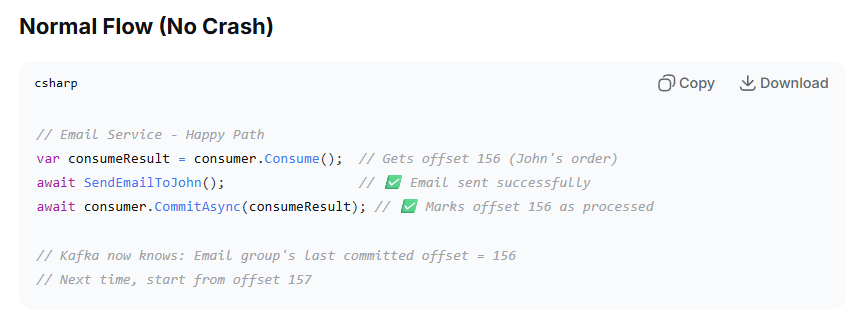 Normal Flow (No Crash)
csharp Copy Download
// Email Service - Happy Path
var consumeResult = consumer.Consume();  // Gets offset 156 (John's order)
await SendEmailToJohn();                 // ✅ Email sent successfully
await consumer.CommitAsync(consumeResult); // ✅ Marks offset 156 as processed
// Kafka now knows: Email group's last committed offset = 156
// Next time, start from offset 157